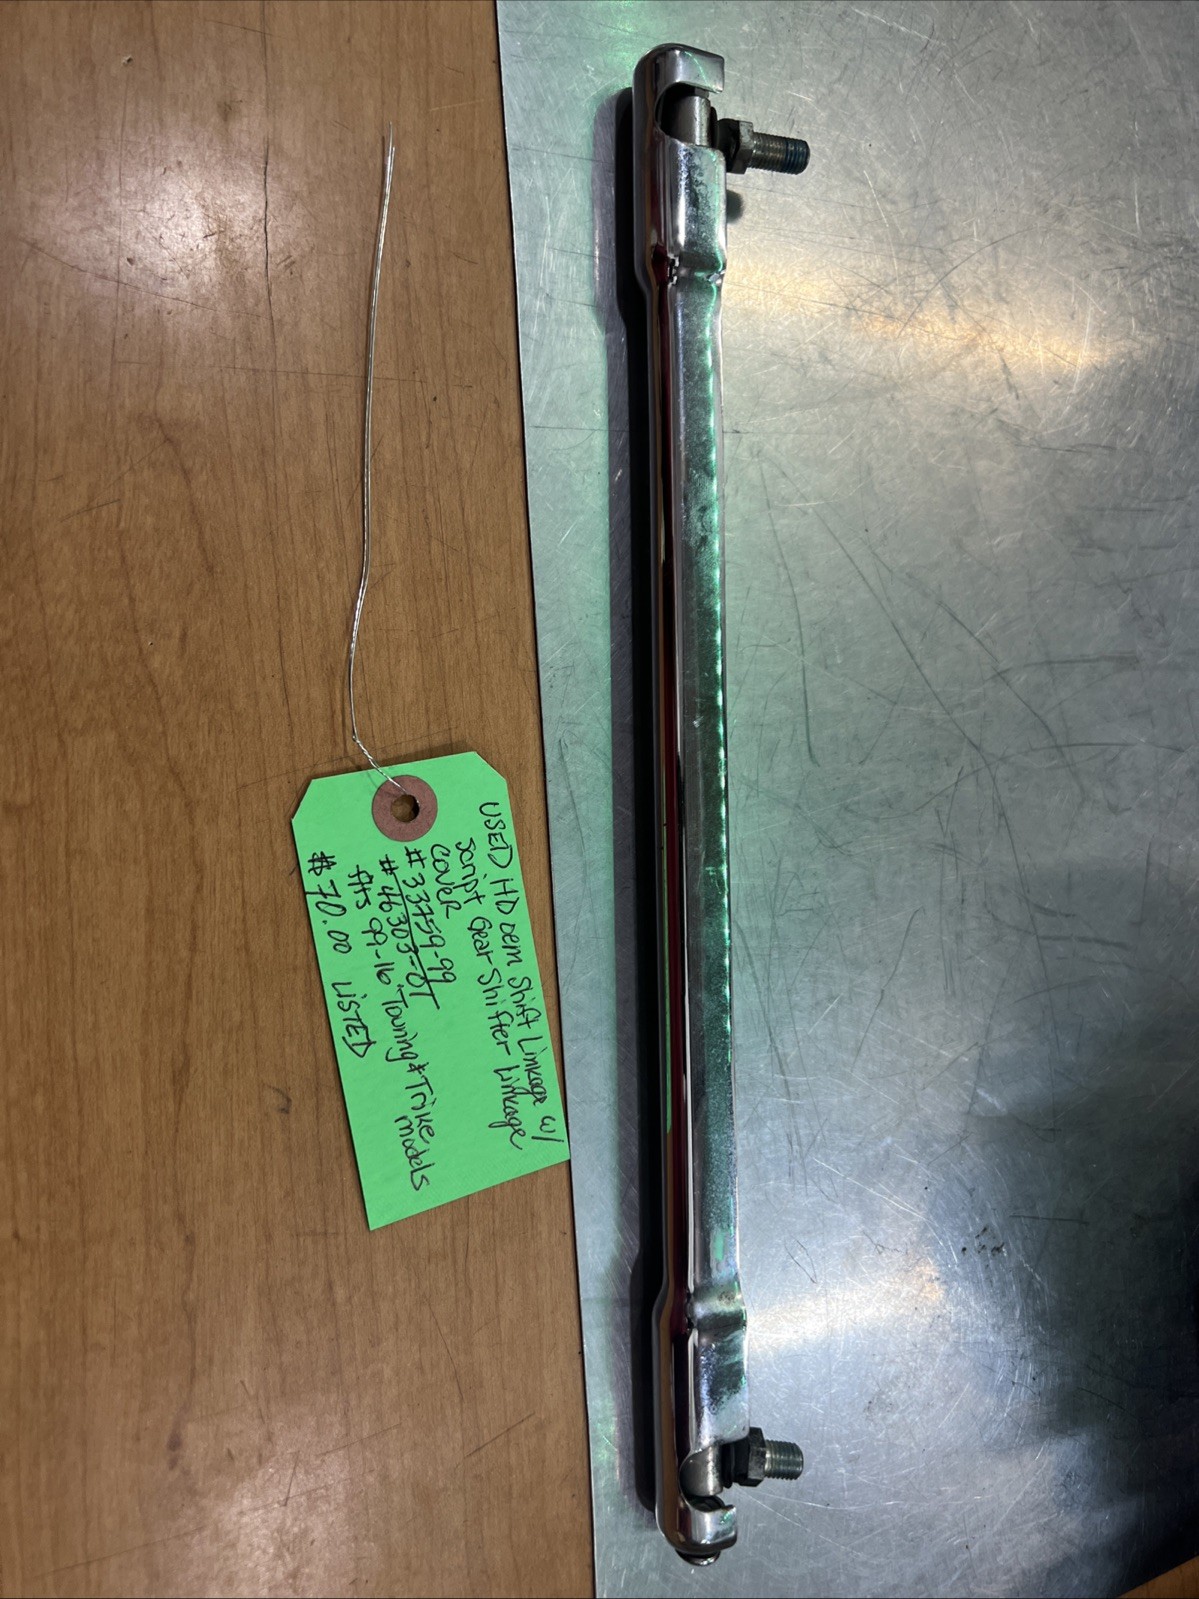 USED HD OEM Shift Linkage w/
Script Gear Shifter Linkage
COVER
#33759-99
#46303-01
fits 99-16 Touring & Trike
models
$70.00 LISTED